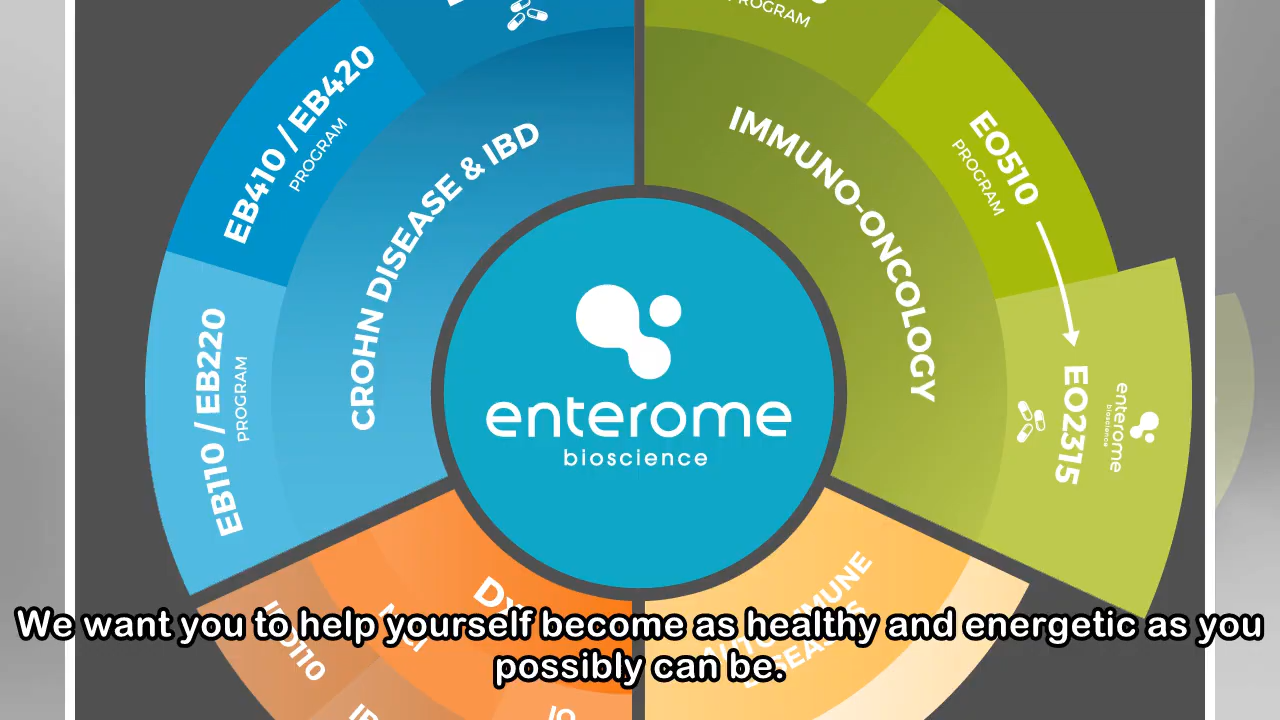 PROGRAM
EB410 / EB420
PROGRAM
CROHN DISEASE & IBD
IMMUNO-ONCOLOGY
EO510
PROGRAM
EB110 / EB220
PROGRAM
EO2315
enterome
bioscience
enterome
bioscience
We want you to help yourself become as healthy and energetic as you
possibly can be.